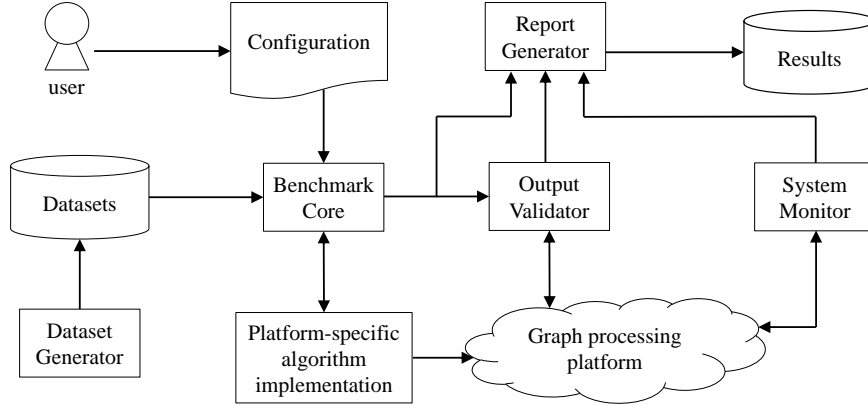 user
Configuration
Report
Generator
Results
Datasets
Benchmark
Core
Output
Validator
System
Monitor
Dataset
Generator
Platform-specific
algorithm
implementation
Graph processing
platform